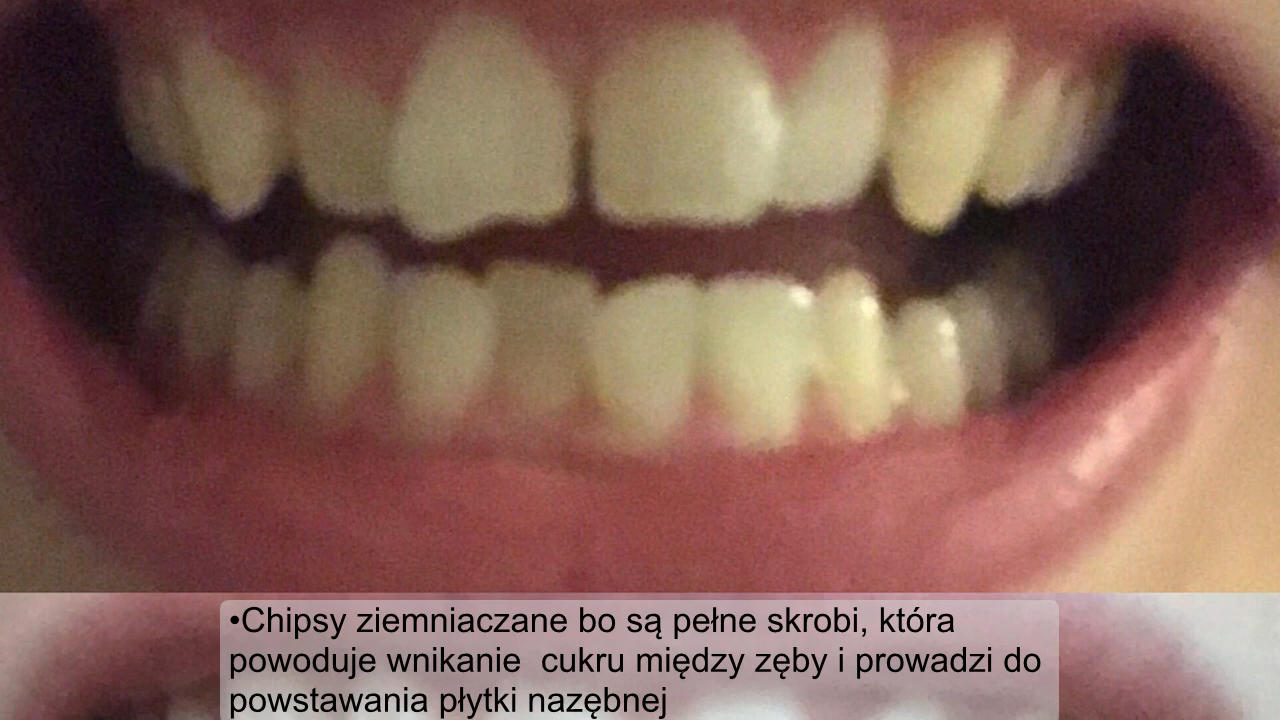 •Chipsy ziemniaczane bo są pełne skrobi, która
powoduje wnikanie  cukru między zęby i prowadzi do
powstawania płytki nazębnej